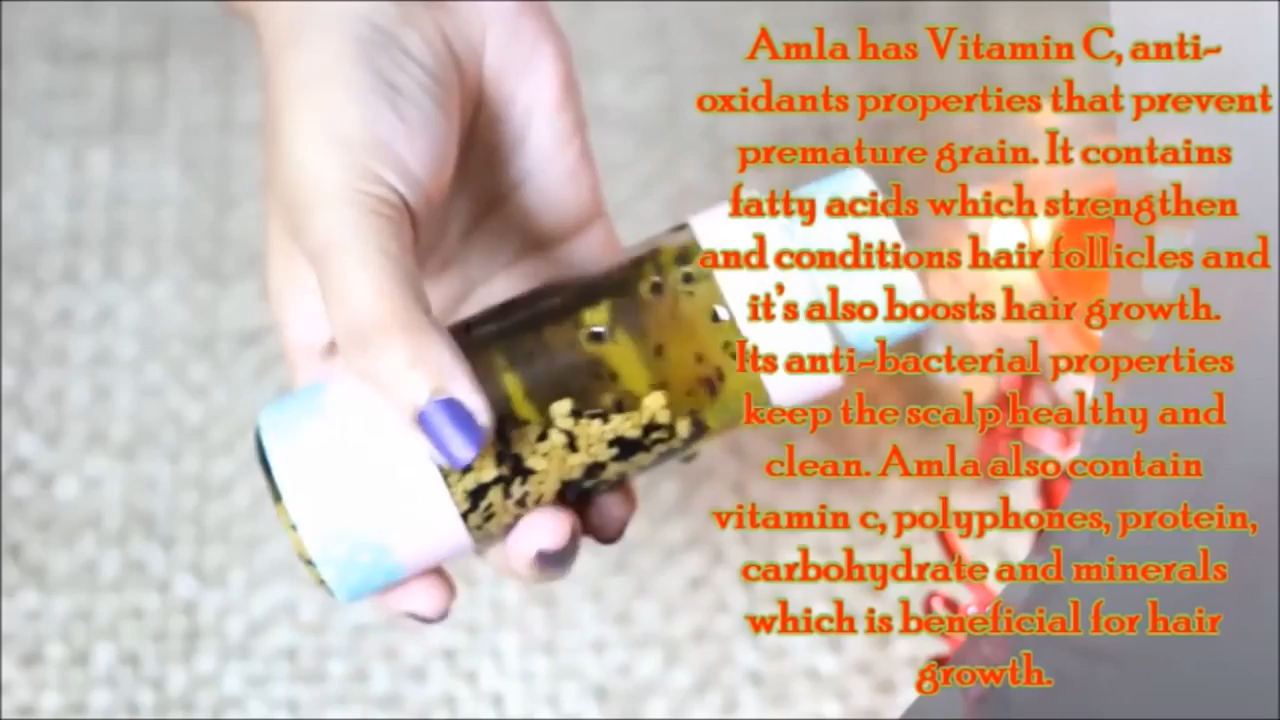 Amla has Vitamin C, anti-
oxidants properties that prevent
premature grain. It contains
fatty acids which strengthen
and conditions hair follicles and
it's also boosts hair growth.
Its anti-bacterial properties
keep the scalp healthy and
clean. Amla also contain
vitamin c, polyphones, protein,
carbohydrate and minerals
which is beneficial for hair
growth.